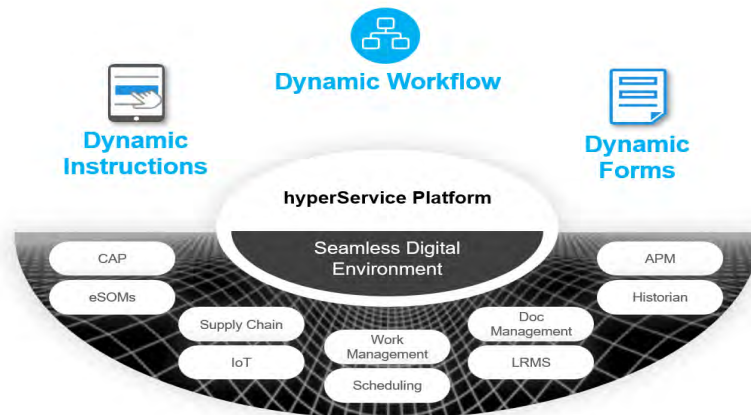 Dynamic Workflow
Dynamic
Instructions
Dynamic
Forms
hyperService Platform
Seamless Digital
Environment
CAP
eSOMs
Supply Chain
IoT
Work
Management
Scheduling
Doc
Management
LRMS
APM
Historian